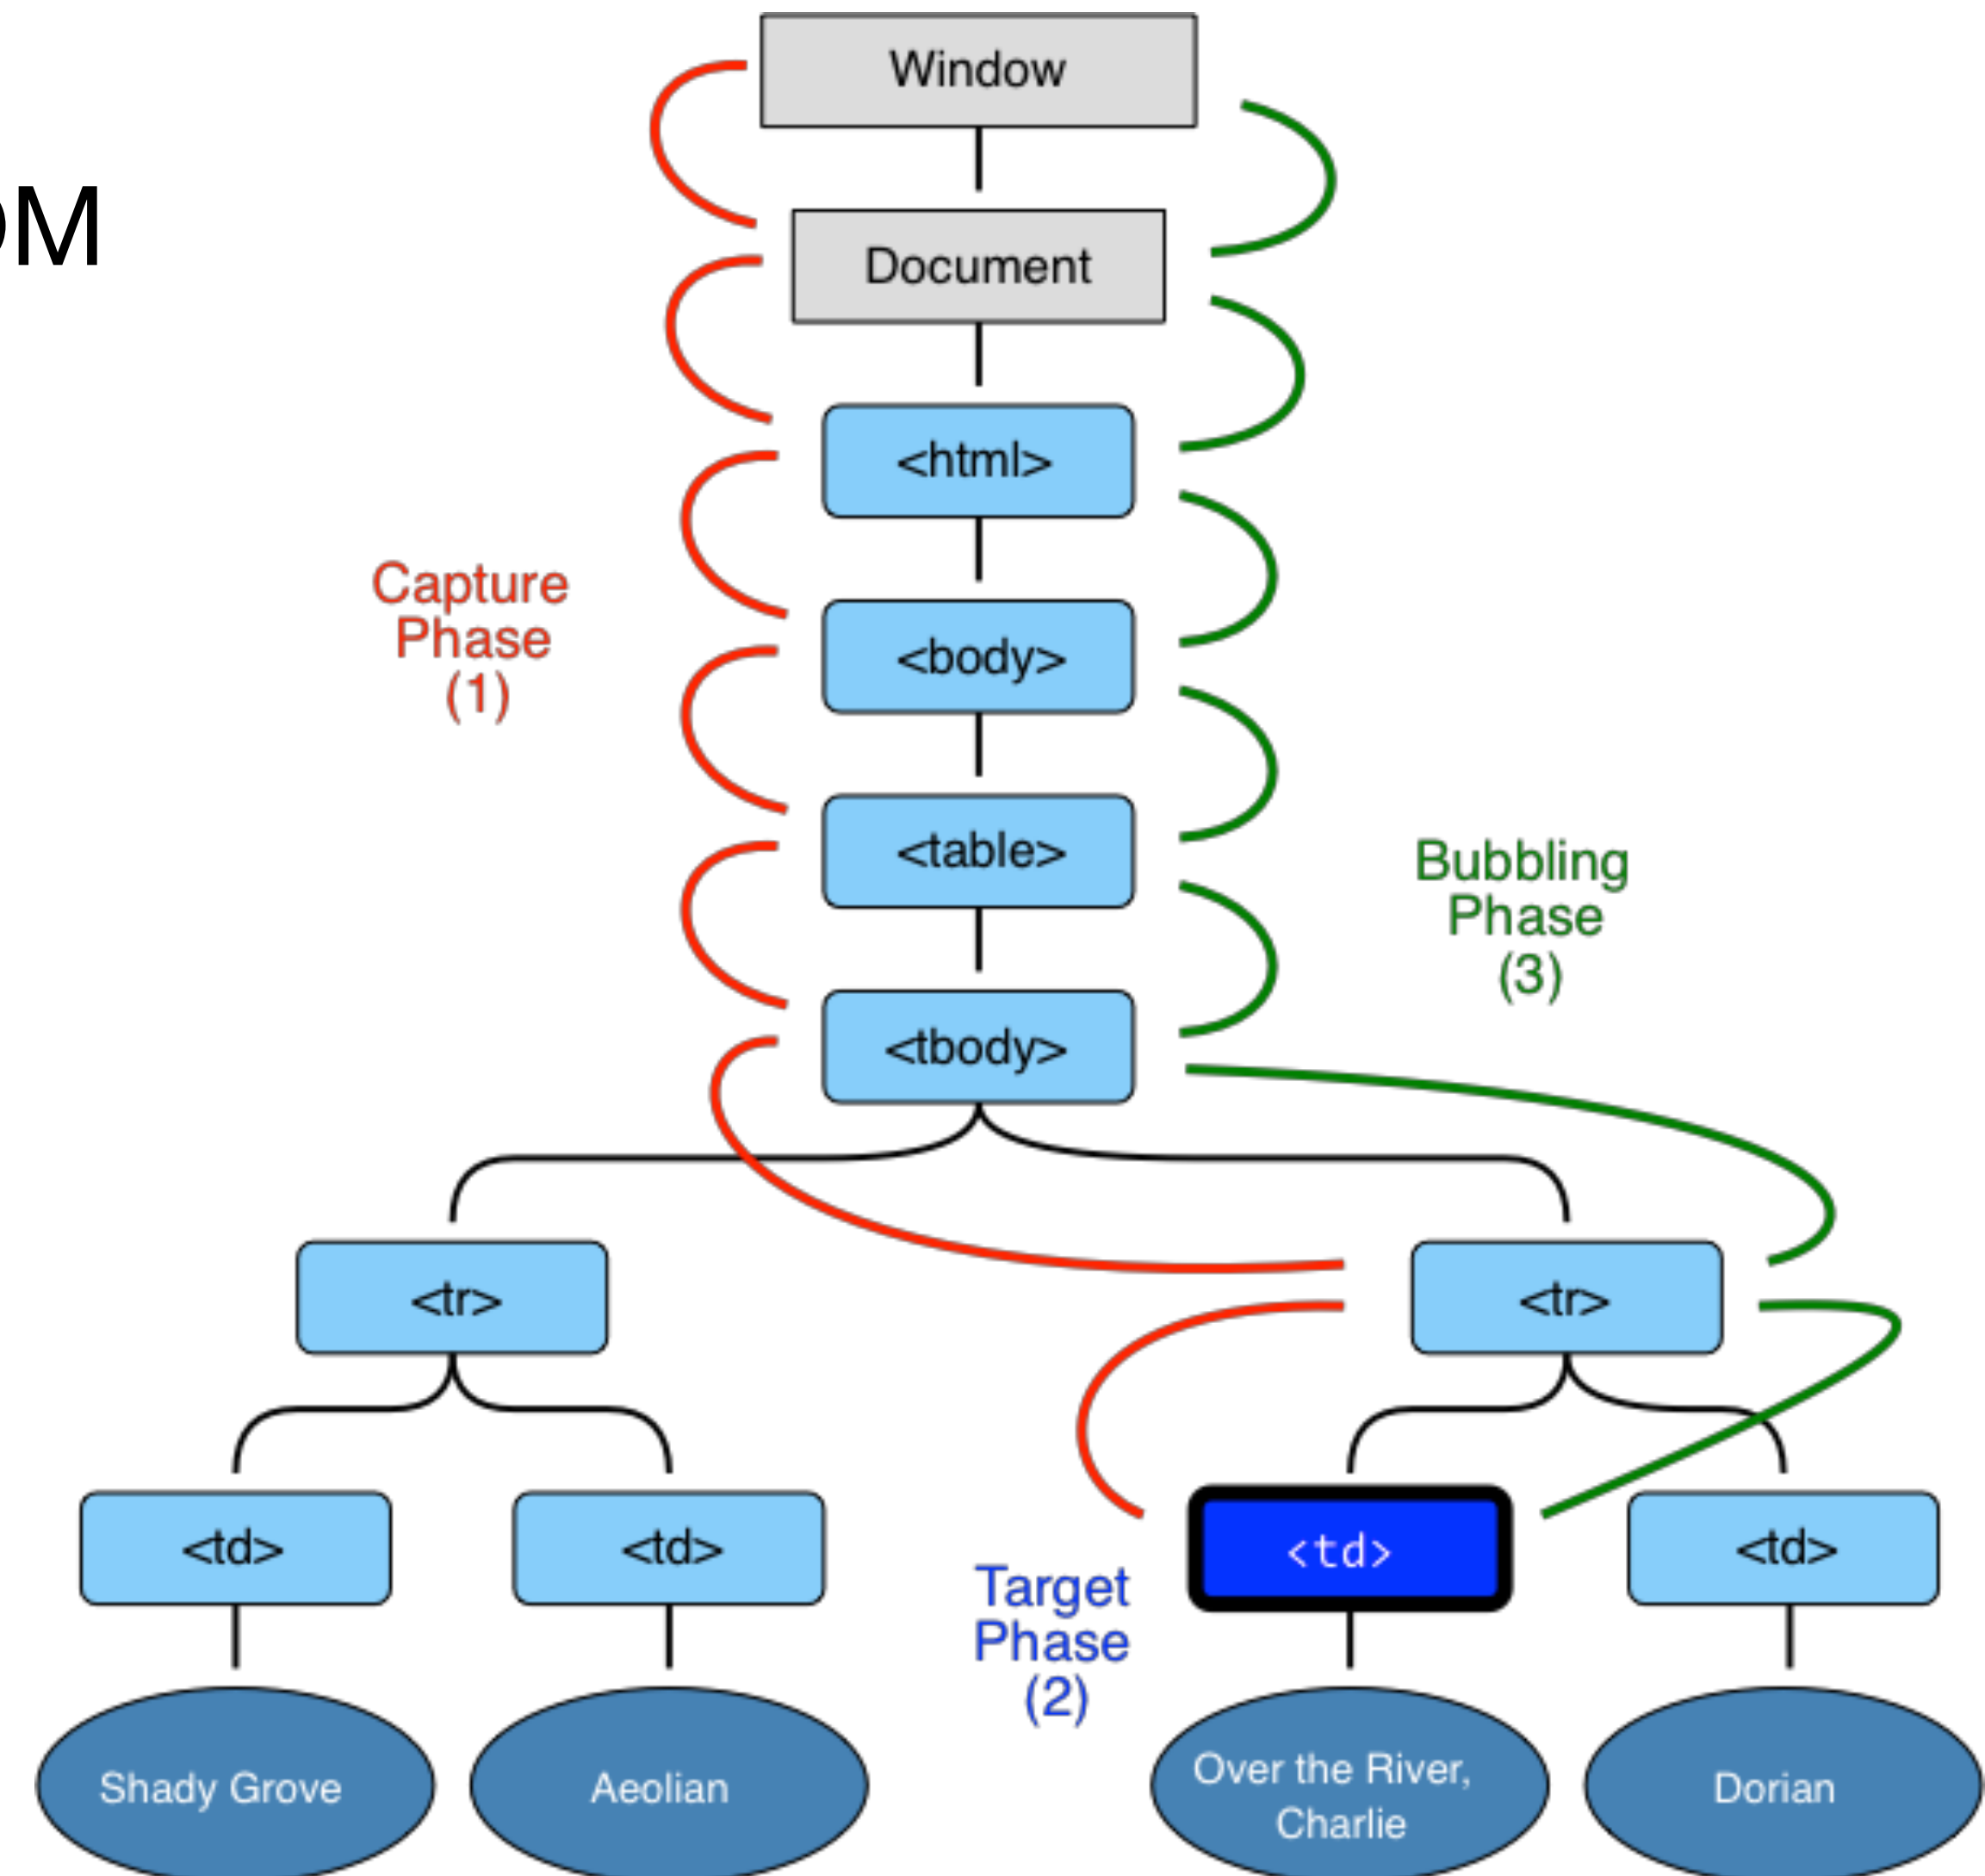 Window
OM
Document
<html>
Capture
Phase
(1)
<body>
<table>
Bubbling
Phase
(3)
<tbody>
<tr>
<tr>
<td>
<td>
<td>
<td>
Target
Phase
(2)
Shady Grove
Aeolian
Over the River,
Charlie
Dorian